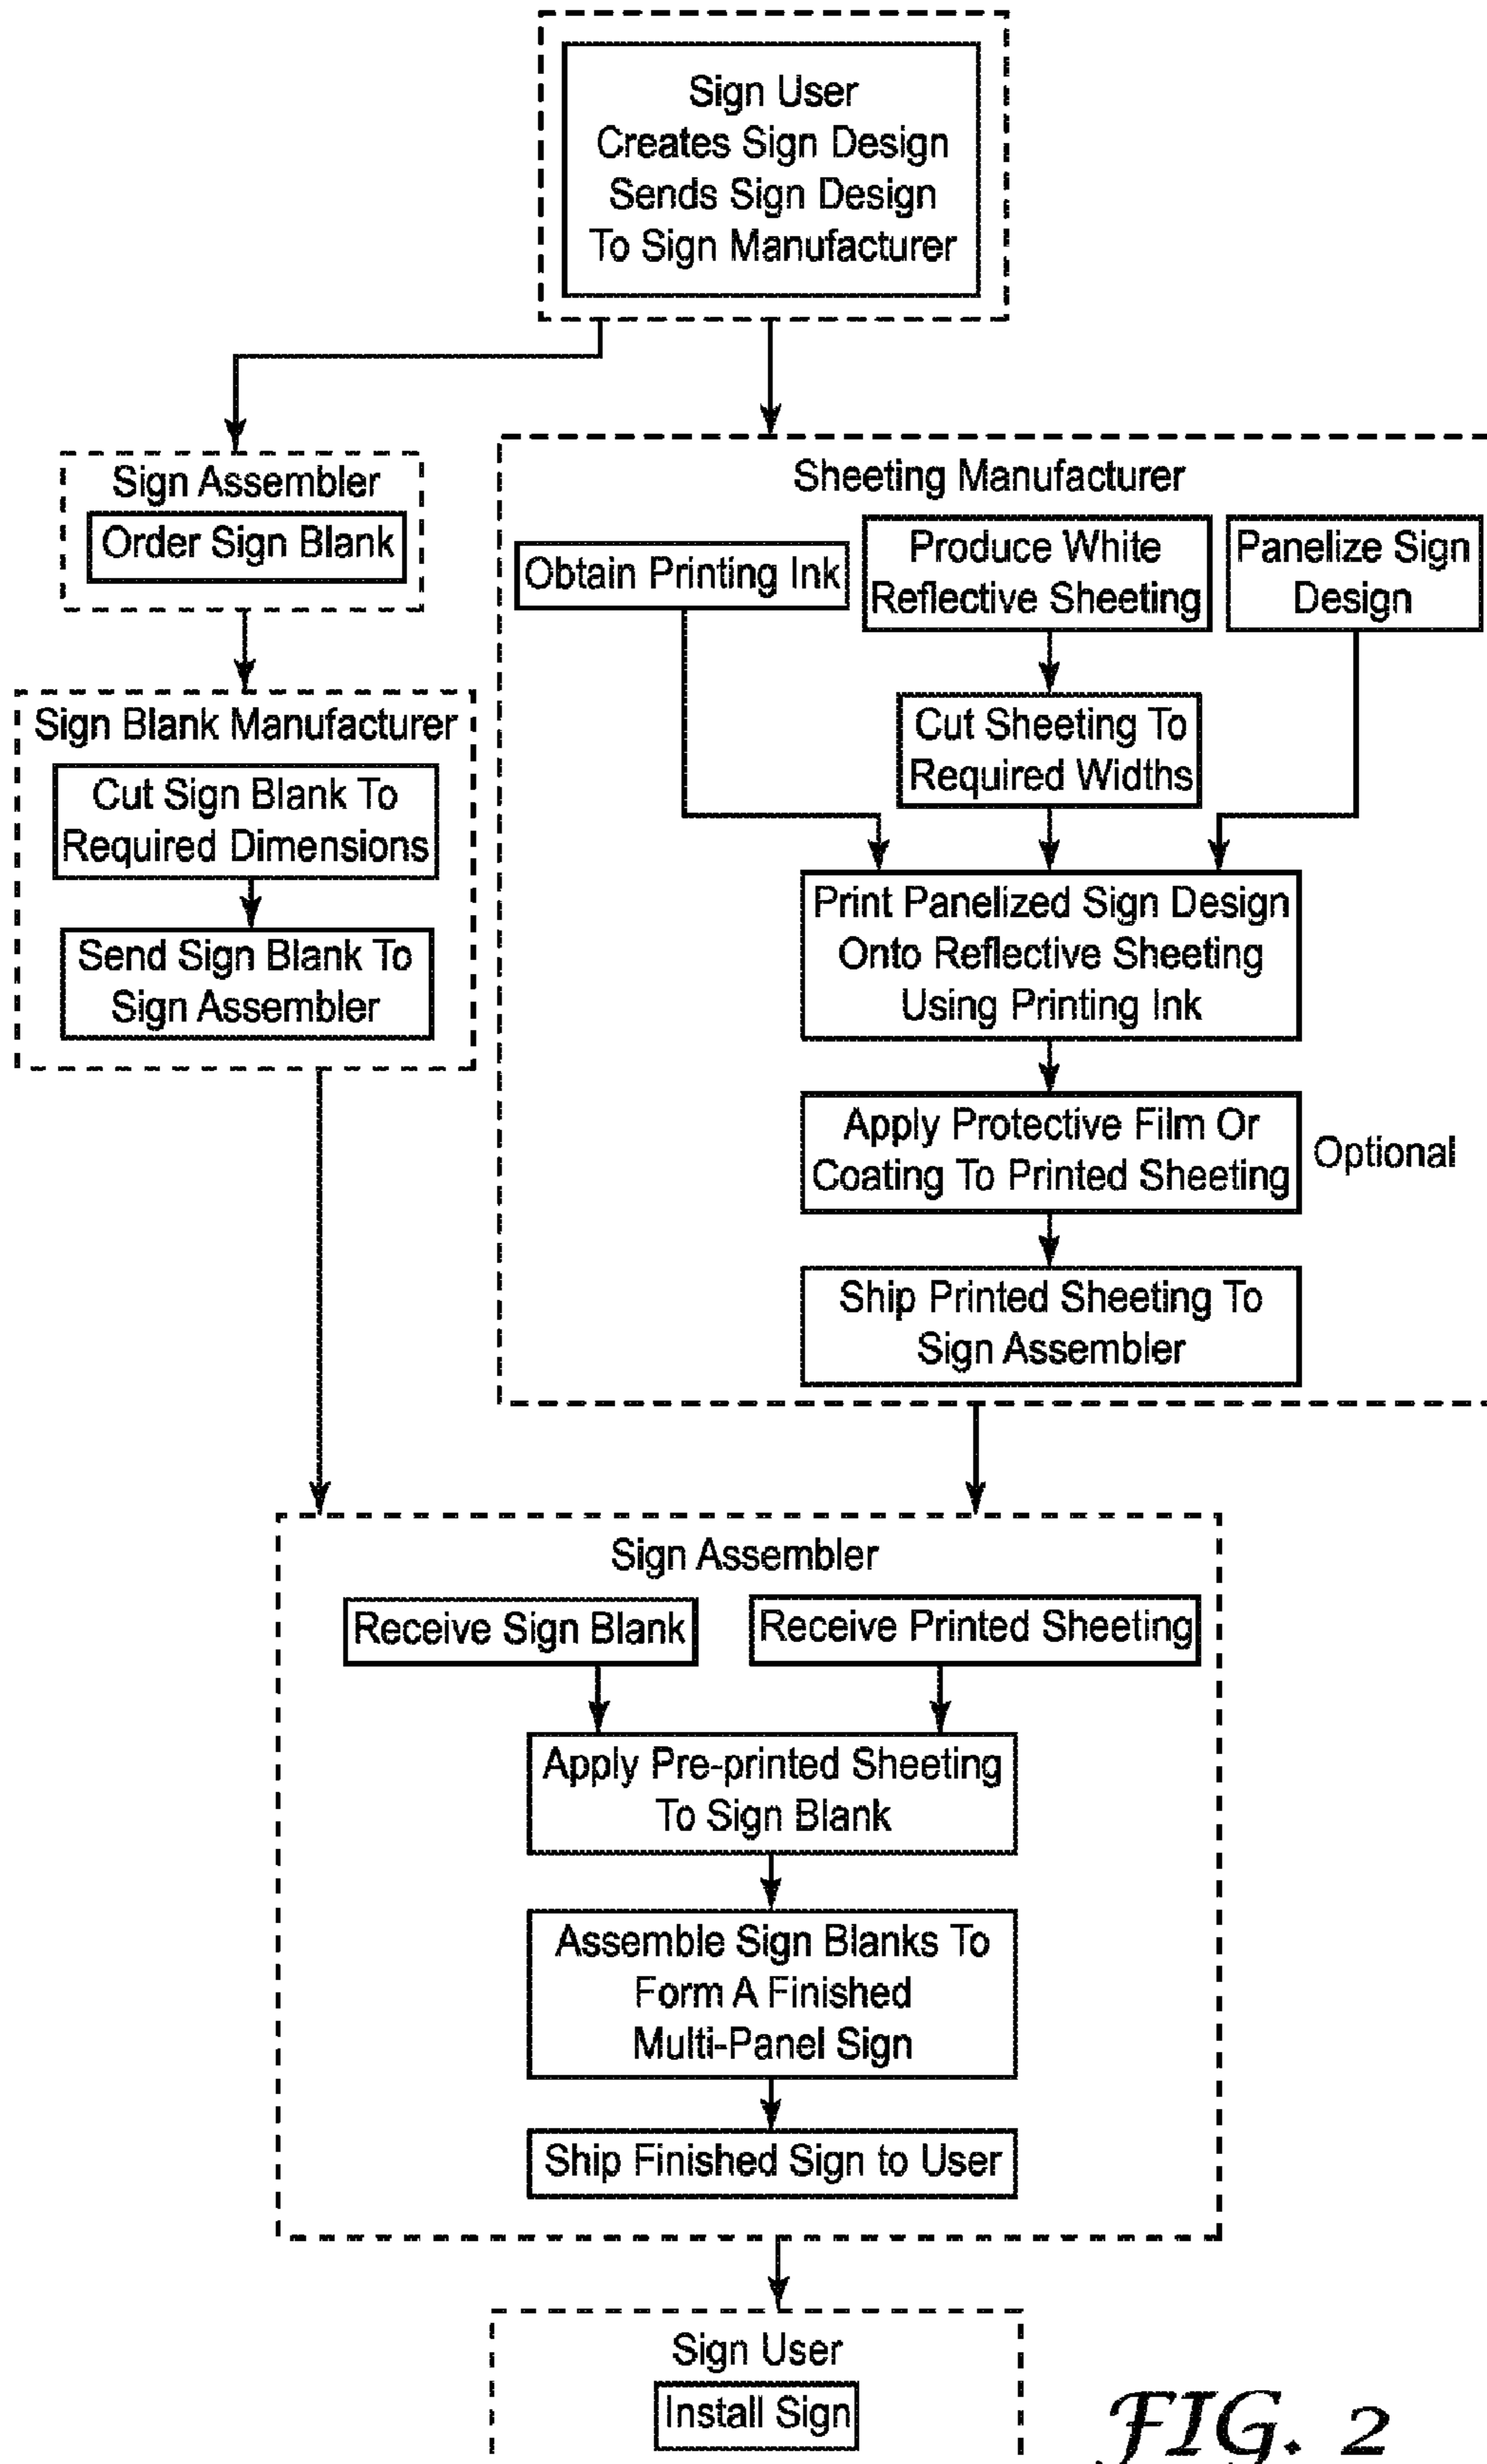 Sign User
Creates Sign Design
Sends Sign Design
To Sign Manufacturer
Sign Assembler
Order Sign Blank
Sign Blank Manufacturer
Cut Sign Blank To
Required Dimensions
Send Sign Blank To
Sign Assembler
Sheeting Manufacturer
Obtain Printing Ink
Produce White
Reflective Sheeting
Panelize Sign
Design
Cut Sheeting To
Required Widths
Print Panelized Sign Design
Onto Reflective Sheeting
Using Printing Ink
Apply Protective Film Or
Coating To Printed Sheeting
Optional
Ship Printed Sheeting To
Sign Assembler
Sign Assembler
Receive Sign Blank
Receive Printed Sheeting
Apply Pre-printed Sheeting
To Sign Blank
Assemble Sign Blanks To
Form A Finished
Multi-Panel Sign
Ship Finished Sign to User
Sign User
Install Sign
FIG. 2